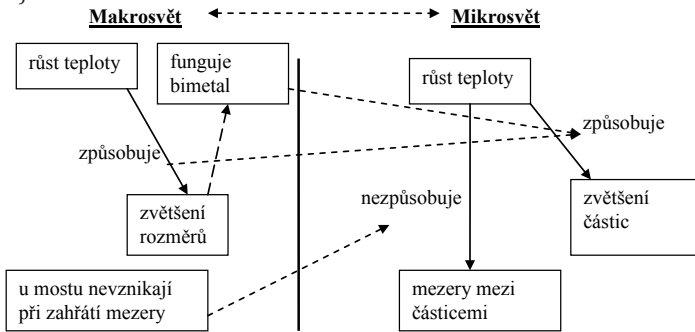 Makrosvět
Mikrosvět
růst teploty
funguje
bimetal
růst teploty
způsobuje
způsobuje
zvětšení
rozměrů
nezpůsobuje
zvětšení
částic
u mostu nevznikají
při zahřátí mezery
mezery mezi
částicemi